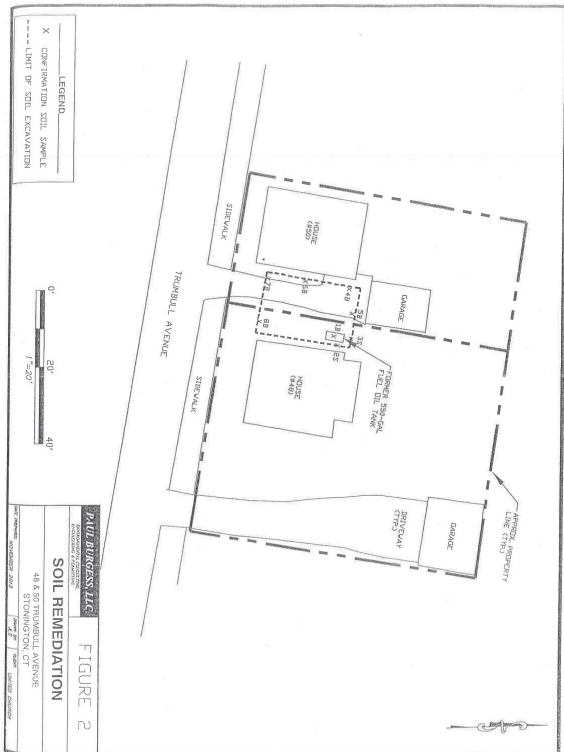 LEGEND
X CONFIRMATION SOIL SAMPLE
---- LIMIT OF SOIL EXCAVATION
SIDEWALK
HOUSE
(#50)
GARAGE
TRUMBULL AVENUE
SIDEWALK
HOUSE
(#48)
FORMER 550-GAL
FUEL OIL TANK
DRIVEWAY
(TYP.)
GARAGE
APPROX PROPERTY
LINE (TYP.)
0' 20' 40'
1"=20'
PAUL BURGESS, LLC
FIGURE 2
SOIL REMEDIATION
48 & 50 TRUMBULL AVENUE
STONINGTON, CT
NOVEMBER 2012